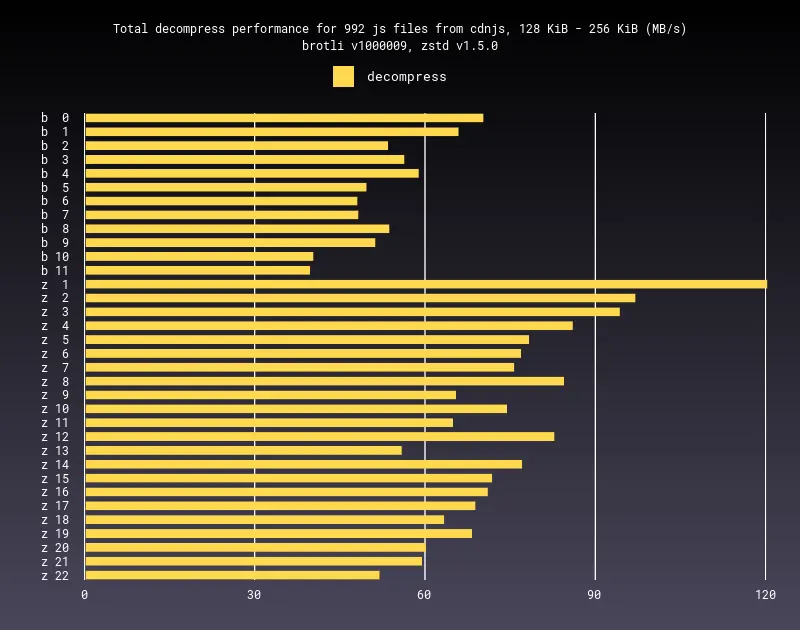 Total decompress performance for 992 js files from cdnjs, 128 KiB - 256 KiB (MB/s)
brotli v1000009, zstd v1.5.0
decompress
b 0
b 1
b 2
b 3
b 4
b 5
b 6
b 7
b 8
b 9
b 10
b 11
z 1
z 2
z 3
z 4
z 5
z 6
z 7
z 8
z 9
z 10
z 11
z 12
z 13
z 14
z 15
z 16
z 17
z 18
z 19
z 20
z 21
z 22
0 30 60 90 120